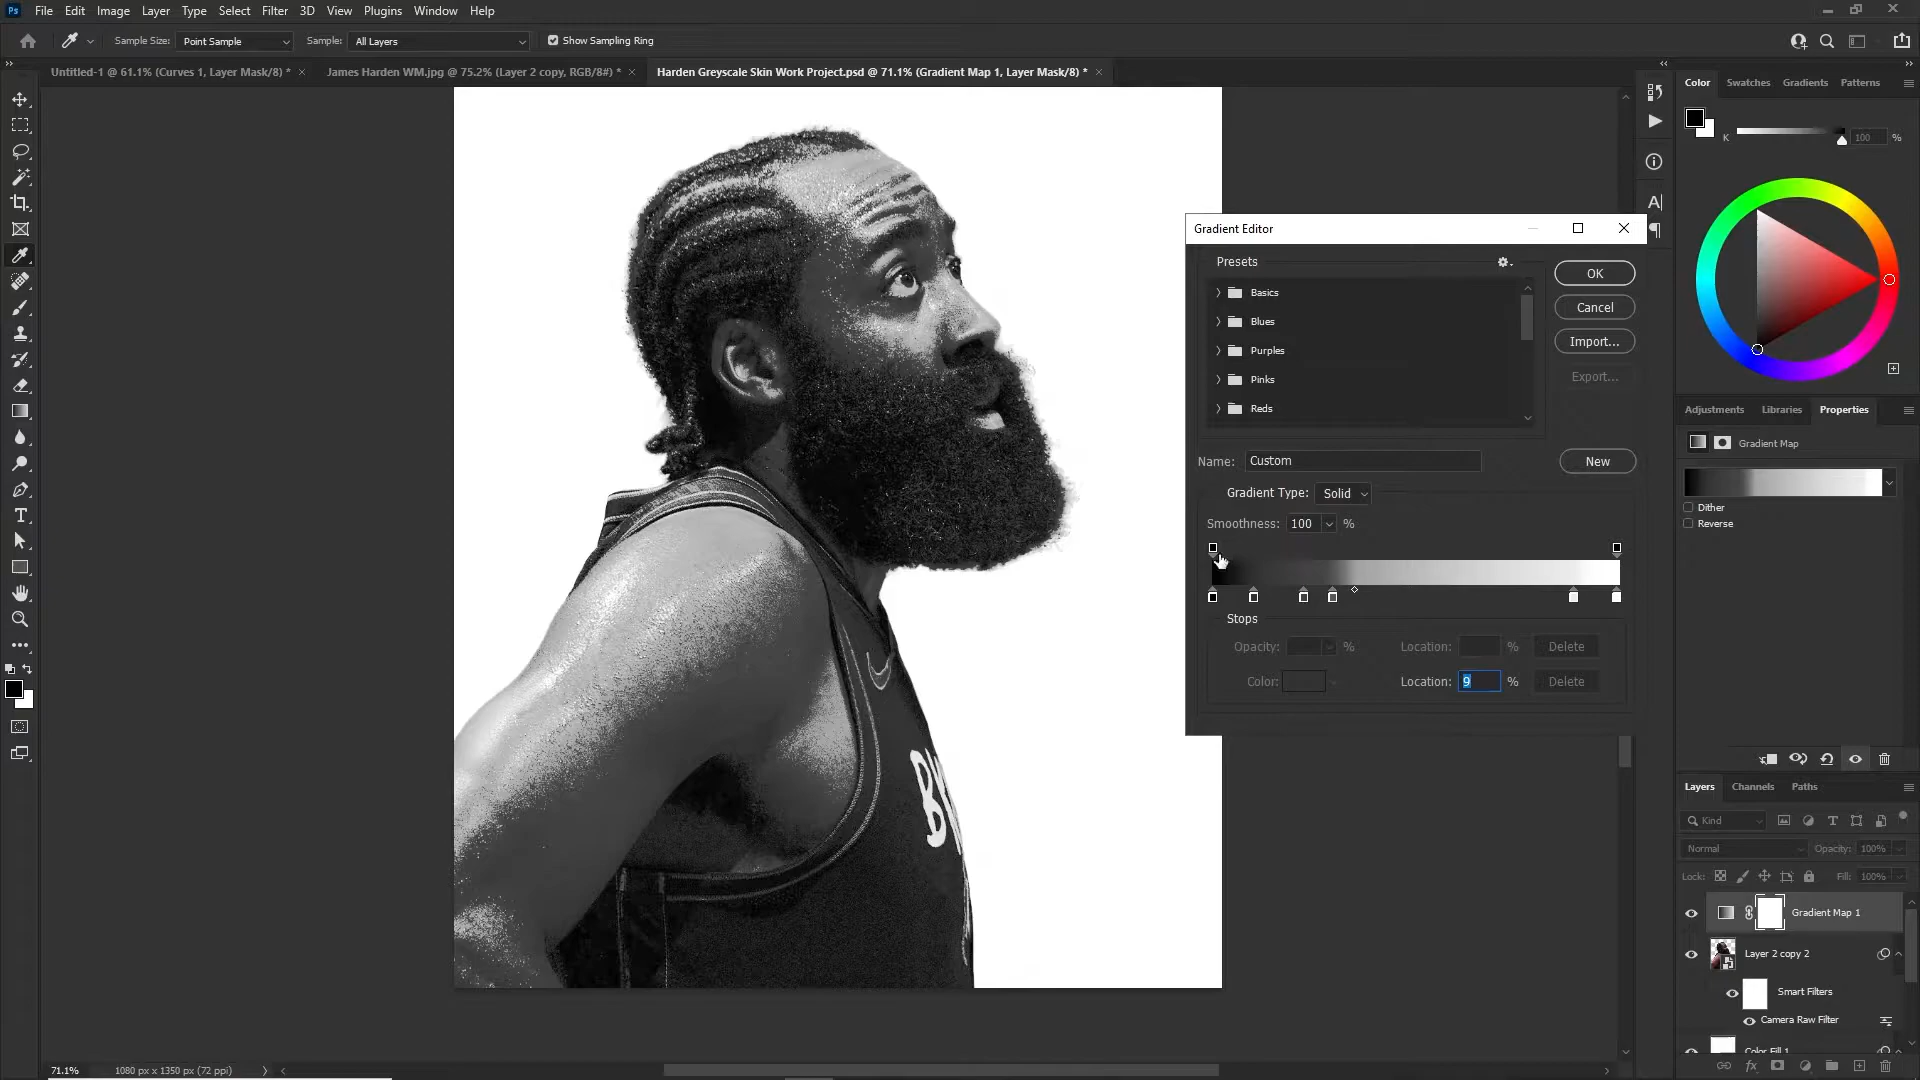 Ps File Edit Image Layer Type Select Filter 3D View Plugins Window Help
Sample Size: Point Sample Sample: All Layers Show Sampling Ring
Untitled-1 @ 61.1% (Curves 1, Layer Mask/8) * × James Harden WM.jpg @ 75.2% (Layer 2 copy, RGB/8#) * × Harden Greyscale Skin Work Project.psd @ 71.1% (Gradient Map 1, Layer Mask/8) * ×
Color Swatches Gradients Patterns
K 100 %
Gradient Editor
Presets
Basics
Blues
Purples
Pinks
Reds
OK
Cancel
Import...
Export...
Name: Custom New
Gradient Type: Solid
Smoothness: 100 %
Stops
Opacity: % Location: % Delete
Color: Location: 9 % Delete
Adjustments Libraries Properties
Gradient Map
Dither
Reverse
Layers Channels Paths
Kind
Normal Opacity: 100%
Lock: Fill: 100%
Gradient Map 1
Layer 2 copy 2
Smart Filters
Camera Raw Filter
Color Fill 1
71.1% 1080 px x 1350 px (72 ppi)